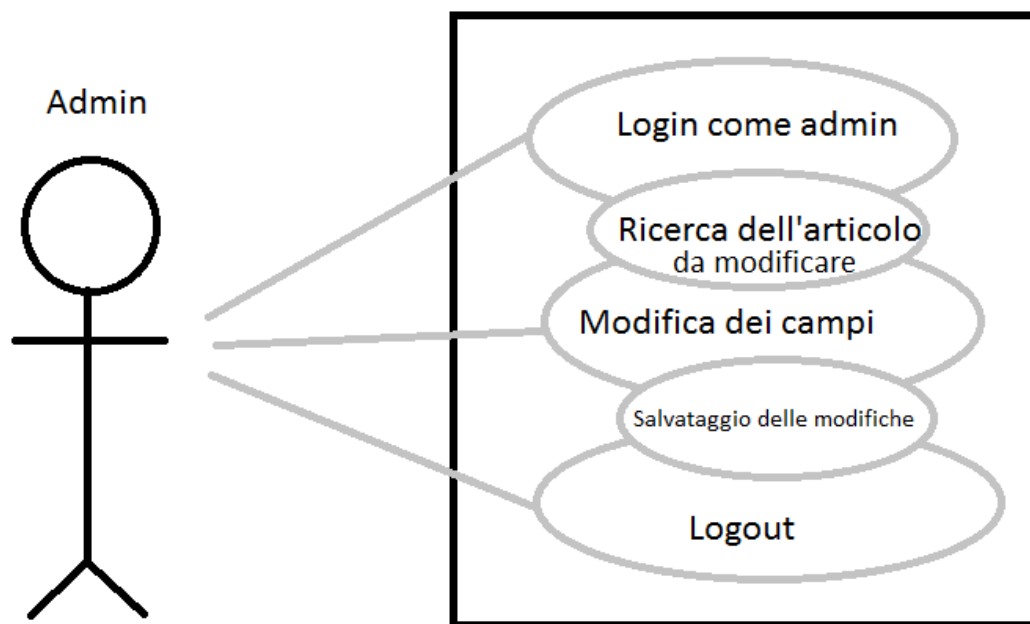 Admin
Login come admin
Ricerca dell'articolo
da modificare
Modifica dei campi
Salvataggio delle modifiche
Logout